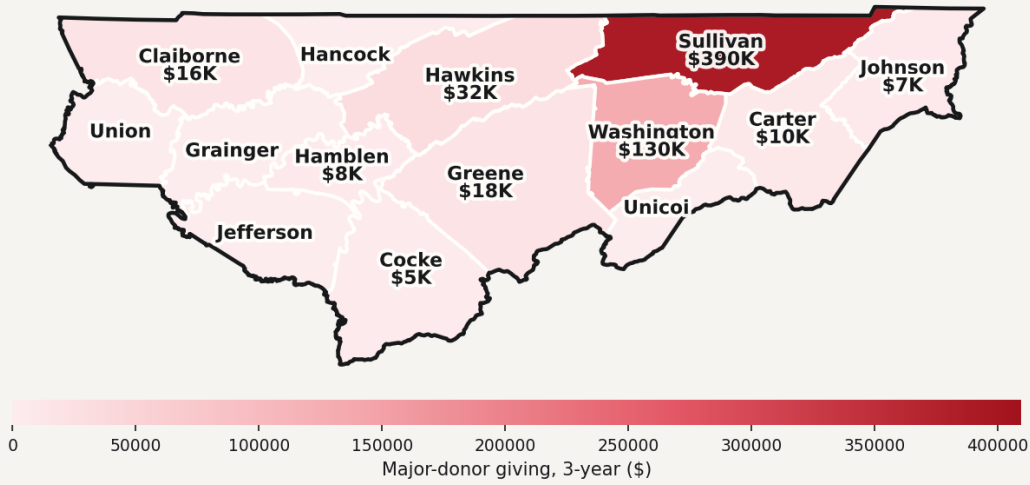 Claiborne
$16K
Hancock
Hawkins
$32K
Sullivan
$390K
Johnson
$7K
Union
Grainger
Hamblen
$8K
Greene
$18K
Washington
$130K
Carter
$10K
Unicoi
Jefferson
Cocke
$5K
0 50000 100000 150000 200000 250000 300000 350000 400000
Major-donor giving, 3-year ($)